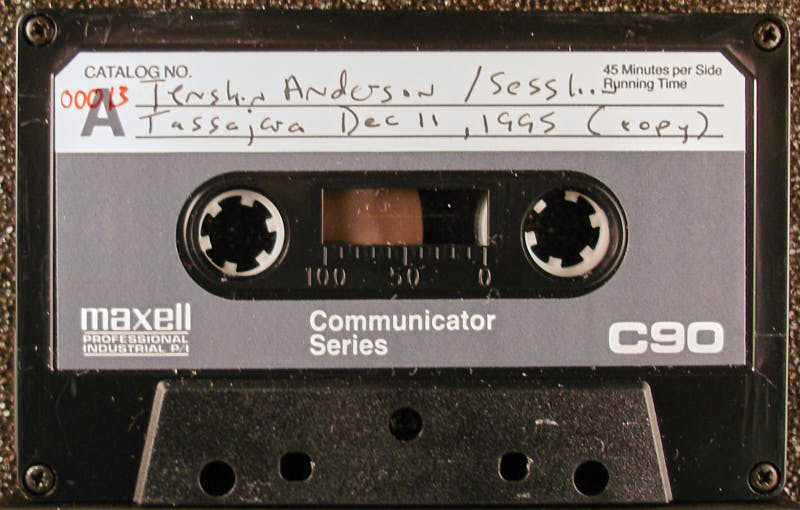 CATALOG NO.
45 Minutes per Side
Running Time
00013
Tenshin Anderson / Sessh..
A
Tassajara Dec 11, 1995 (copy)
100 50 0
maxell
PROFESSIONAL
INDUSTRIAL P/I
Communicator
Series
C90